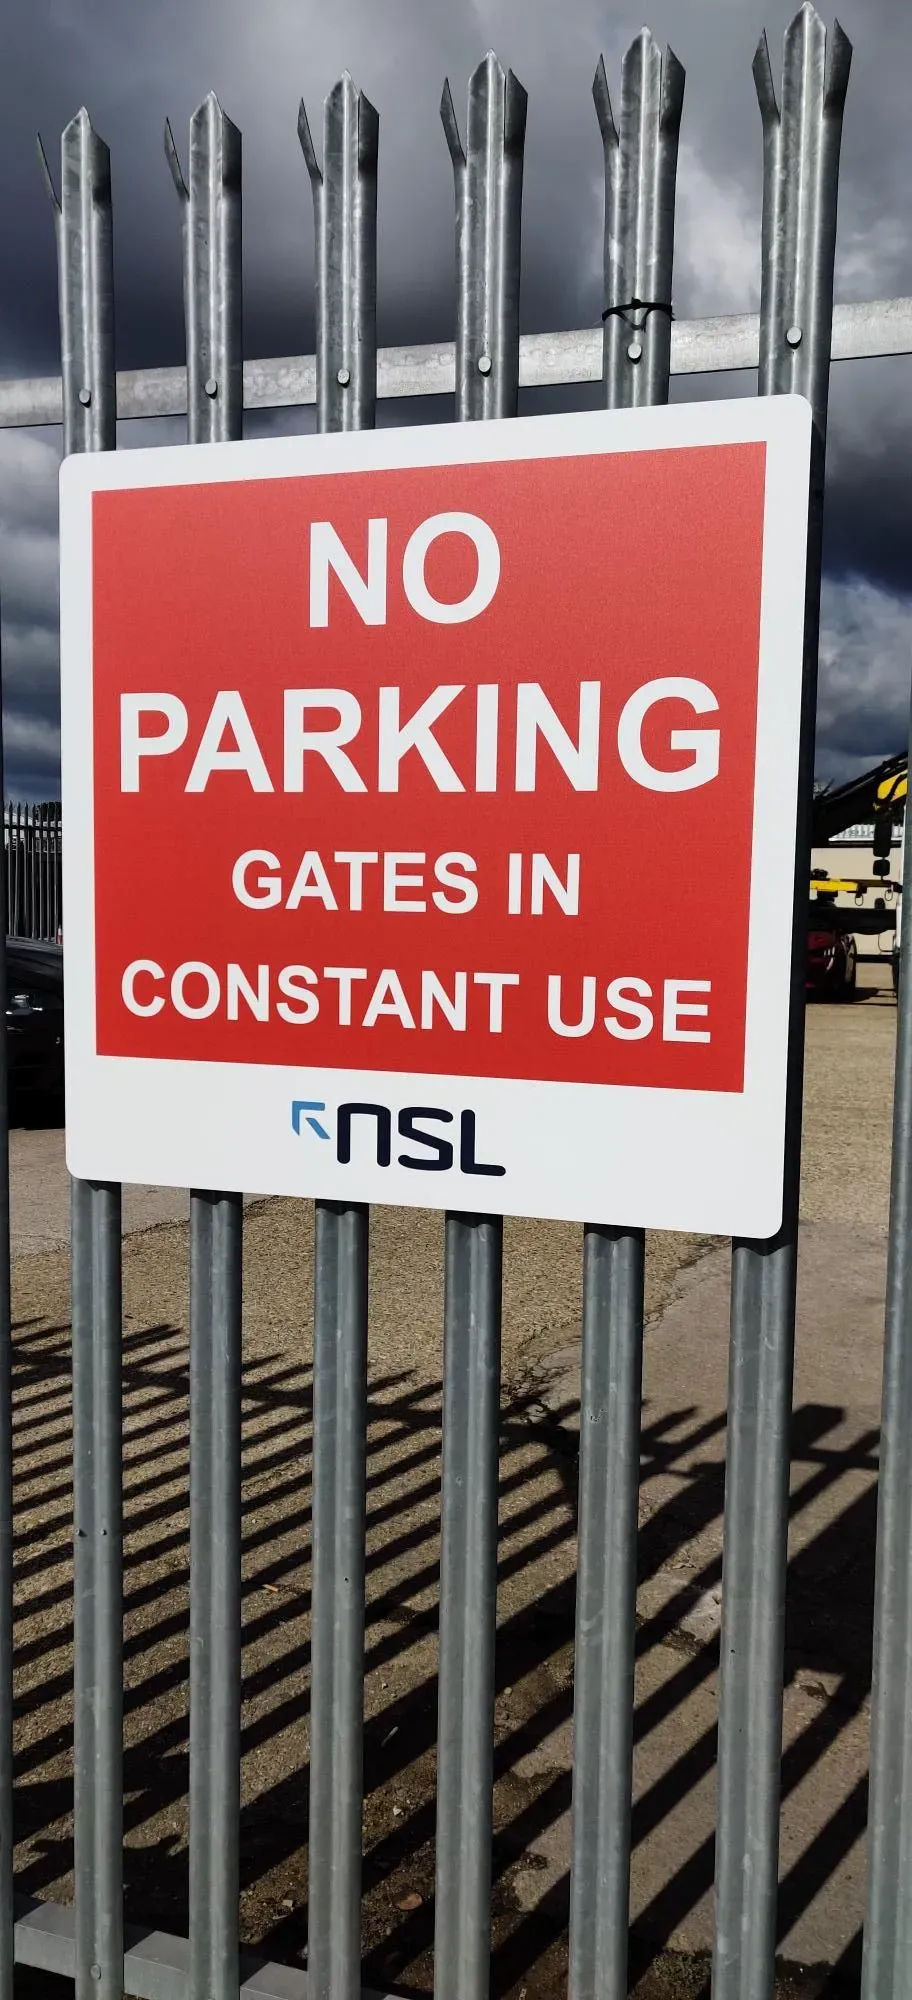 NO
PARKING
GATES IN
CONSTANT USE
nsl